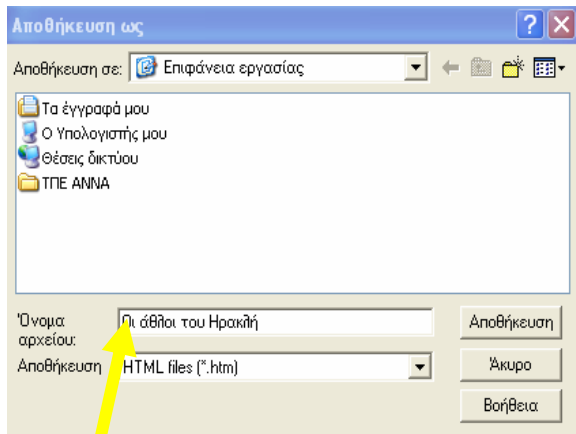 Αποθήκευση ως
Αποθήκευση σε: Επιφάνεια εργασίας
Τα έγγραφά μου
Ο Υπολογιστής μου
Θέσεις δικτύου
ΤΠΕ ΑΝΝΑ
Όνομα αρχείου: Οι άθλοι του Ηρακλή Αποθήκευση
Αποθήκευση HTML files (*.htm) Άκυρο
Βοήθεια